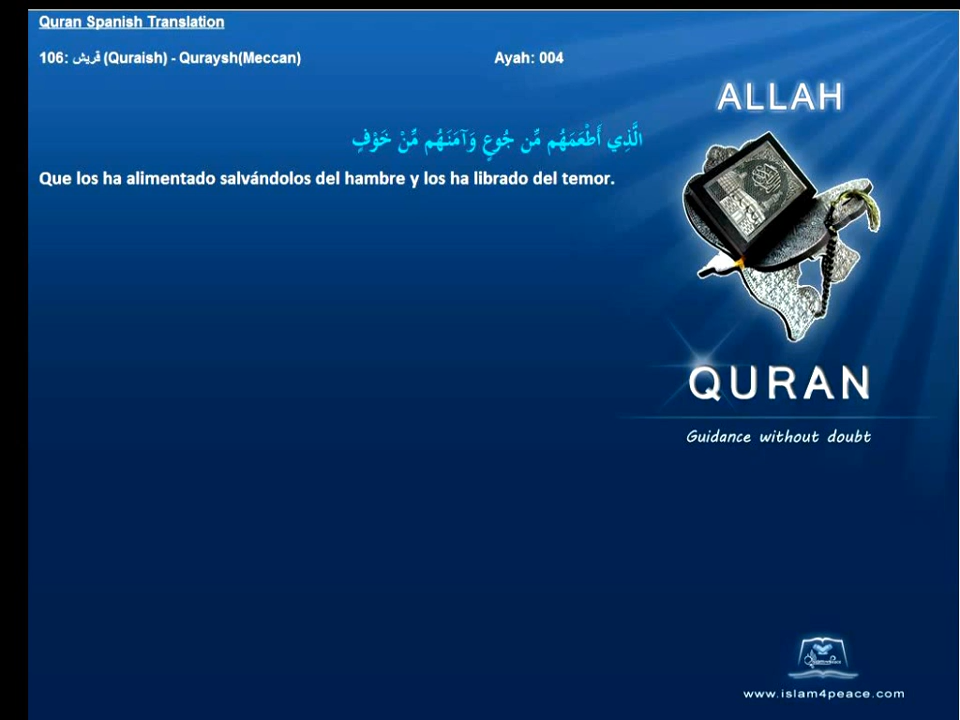 Quran Spanish Translation
106: قريش (Quraish) - Quraysh(Meccan) Ayah: 004
الَّذِي أَطْعَمَهُم مِّن جُوعٍ وَآمَنَهُم مِّنْ خَوْفٍ
Que los ha alimentado salvándolos del hambre y los ha librado del temor.
ALLAH
QURAN
Guidance without doubt
www.islam4peace.com